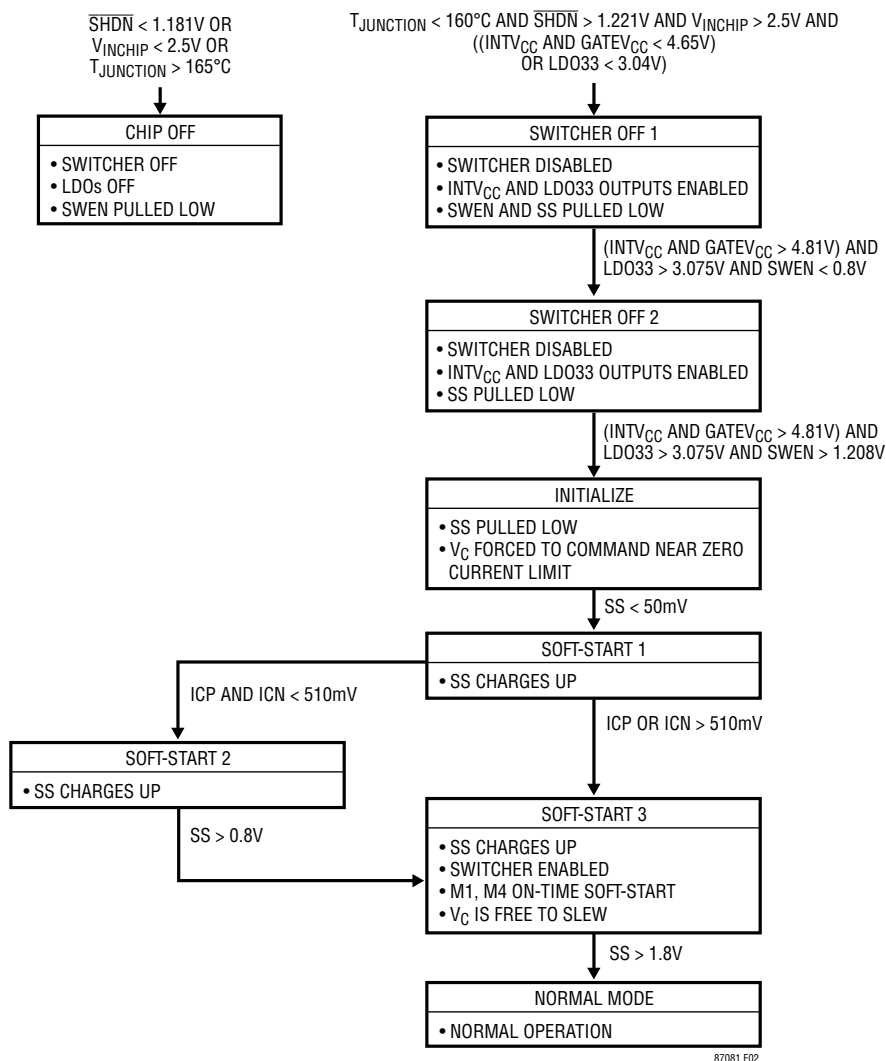 SHDN < 1.181V OR
VINCHIP < 2.5V OR
TJUNCTION > 165°C
CHIP OFF
• SWITCHER OFF
• LDOs OFF
• SWEN PULLED LOW
TJUNCTION < 160°C AND SHDN > 1.221V AND VINCHIP > 2.5V AND
((INTVCC AND GATEVCC < 4.65V)
OR LDO33 < 3.04V)
SWITCHER OFF 1
• SWITCHER DISABLED
• INTVCC AND LDO33 OUTPUTS ENABLED
• SWEN AND SS PULLED LOW
(INTVCC AND GATEVCC > 4.81V) AND
LDO33 > 3.075V AND SWEN < 0.8V
SWITCHER OFF 2
• SWITCHER DISABLED
• INTVCC AND LDO33 OUTPUTS ENABLED
• SS PULLED LOW
(INTVCC AND GATEVCC > 4.81V) AND
LDO33 > 3.075V AND SWEN > 1.208V
INITIALIZE
• SS PULLED LOW
• VC FORCED TO COMMAND NEAR ZERO
CURRENT LIMIT
SS < 50mV
SOFT-START 1
• SS CHARGES UP
ICP AND ICN < 510mV
ICP OR ICN > 510mV
SOFT-START 2
• SS CHARGES UP
SS > 0.8V
SOFT-START 3
• SS CHARGES UP
• SWITCHER ENABLED
• M1, M4 ON-TIME SOFT-START
• VC IS FREE TO SLEW
SS > 1.8V
NORMAL MODE
• NORMAL OPERATION
87081 F02